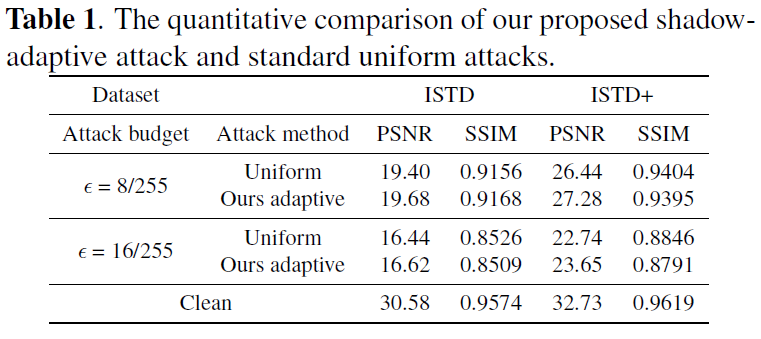 Table 1. The quantitative comparison of our proposed shadow-
adaptive attack and standard uniform attacks.
Dataset ISTD ISTD+
Attack budget Attack method PSNR SSIM PSNR SSIM
ϵ = 8/255
Uniform 19.40 0.9156 26.44 0.9404
Ours adaptive 19.68 0.9168 27.28 0.9395
ϵ = 16/255
Uniform 16.44 0.8526 22.74 0.8846
Ours adaptive 16.62 0.8509 23.65 0.8791
Clean 30.58 0.9574 32.73 0.9619